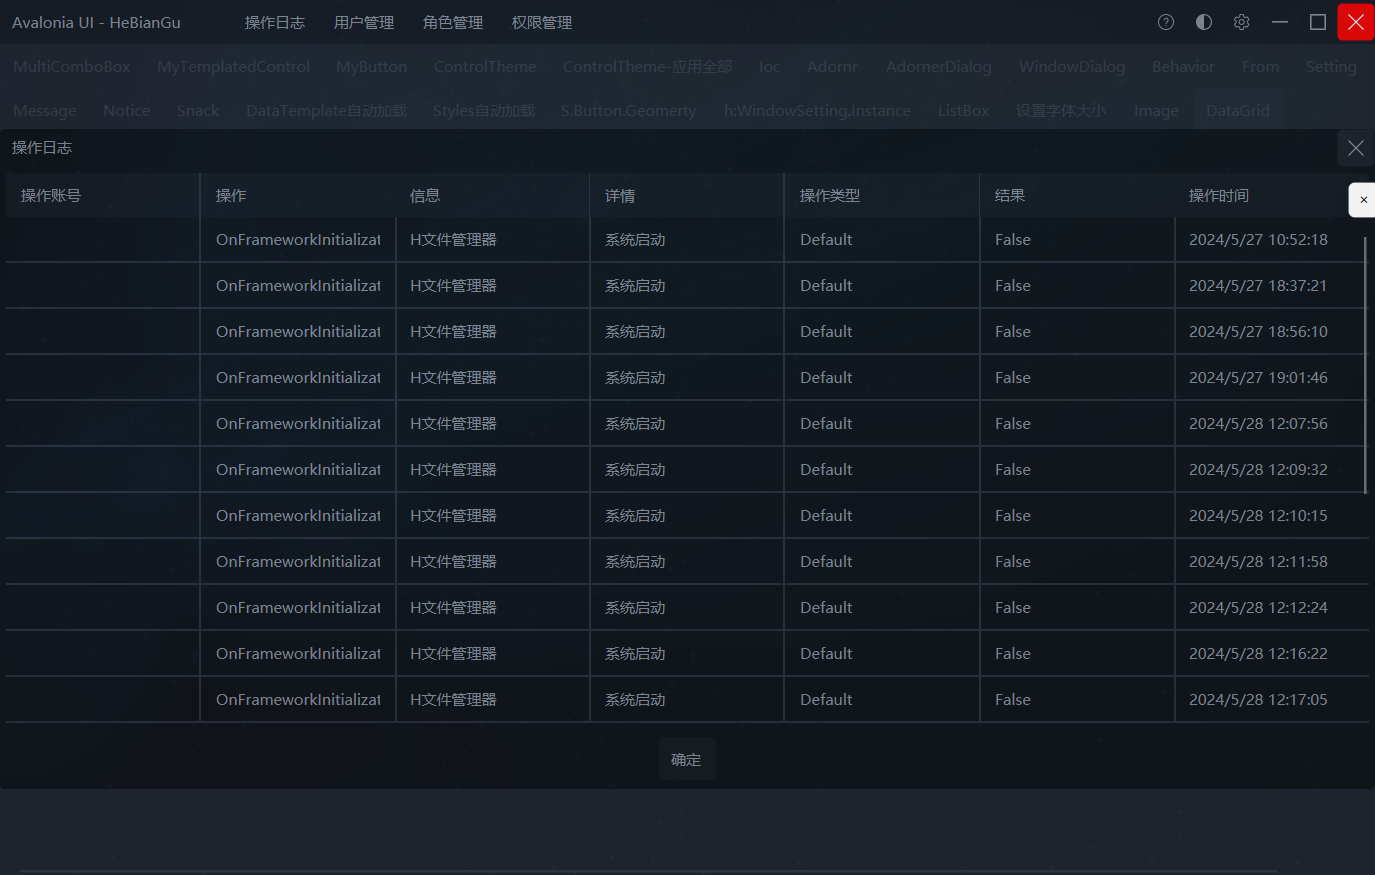 Avalonia UI - HeBianGu 操作日志 用户管理 角色管理 权限管理
MultiComboBox MyTemplatedControl MyButton ControlTheme ControlTheme-应用全部 Ioc Adornr AdornerDialog WindowDialog Behavior From Setting
Message Notice Snack DataTemplate自动加载 Styles自动加载 S.Button.Geomerty h:WindowSetting.Instance ListBox 设置字体大小 Image DataGrid
操作日志
操作账号 操作 信息 详情 操作类型 结果 操作时间
OnFrameworkInitializat H文件管理器 系统启动 Default False 2024/5/27 10:52:18
OnFrameworkInitializat H文件管理器 系统启动 Default False 2024/5/27 18:37:21
OnFrameworkInitializat H文件管理器 系统启动 Default False 2024/5/27 18:56:10
OnFrameworkInitializat H文件管理器 系统启动 Default False 2024/5/27 19:01:46
OnFrameworkInitializat H文件管理器 系统启动 Default False 2024/5/28 12:07:56
OnFrameworkInitializat H文件管理器 系统启动 Default False 2024/5/28 12:09:32
OnFrameworkInitializat H文件管理器 系统启动 Default False 2024/5/28 12:10:15
OnFrameworkInitializat H文件管理器 系统启动 Default False 2024/5/28 12:11:58
OnFrameworkInitializat H文件管理器 系统启动 Default False 2024/5/28 12:12:24
OnFrameworkInitializat H文件管理器 系统启动 Default False 2024/5/28 12:16:22
OnFrameworkInitializat H文件管理器 系统启动 Default False 2024/5/28 12:17:05
确定